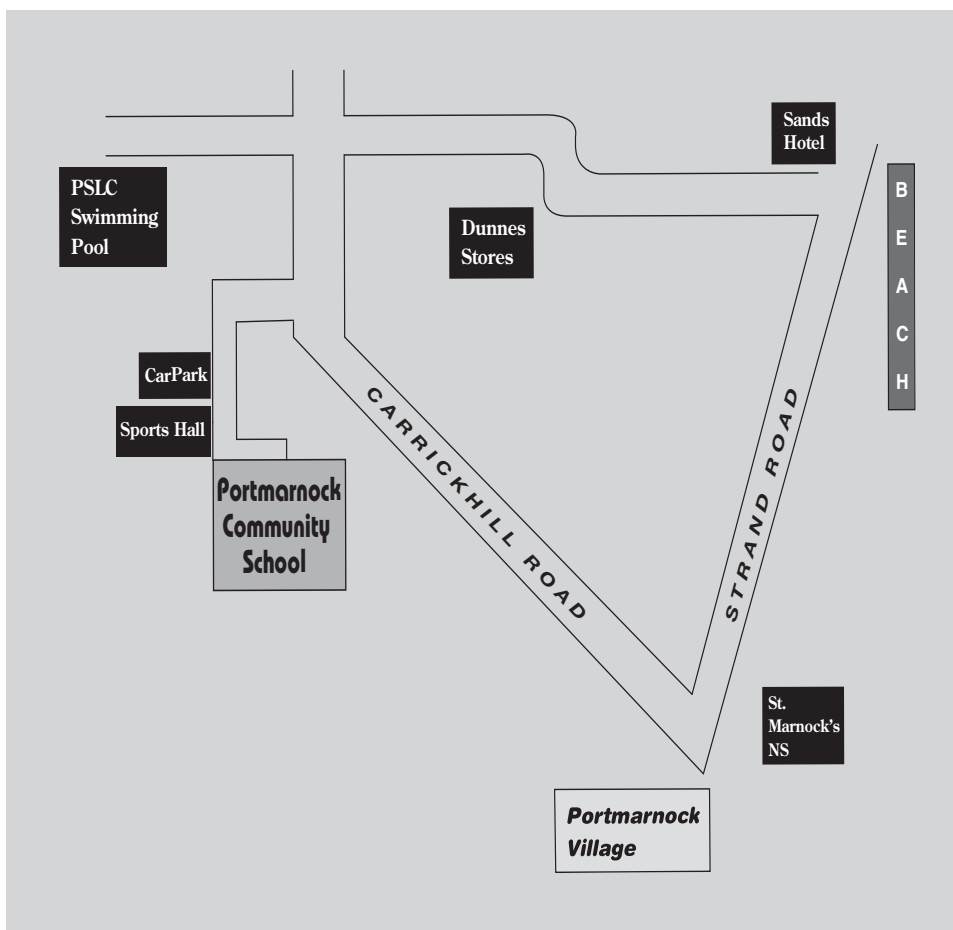 Sands
Hotel
PSLC
Swimming
Pool
Dunnes
Stores
BEACH
CarPark
Sports Hall
CARRICKHILL ROAD
STRAND ROAD
Portmarnock
Community
School
St.
Marnock's
NS
Portmarnock
Village